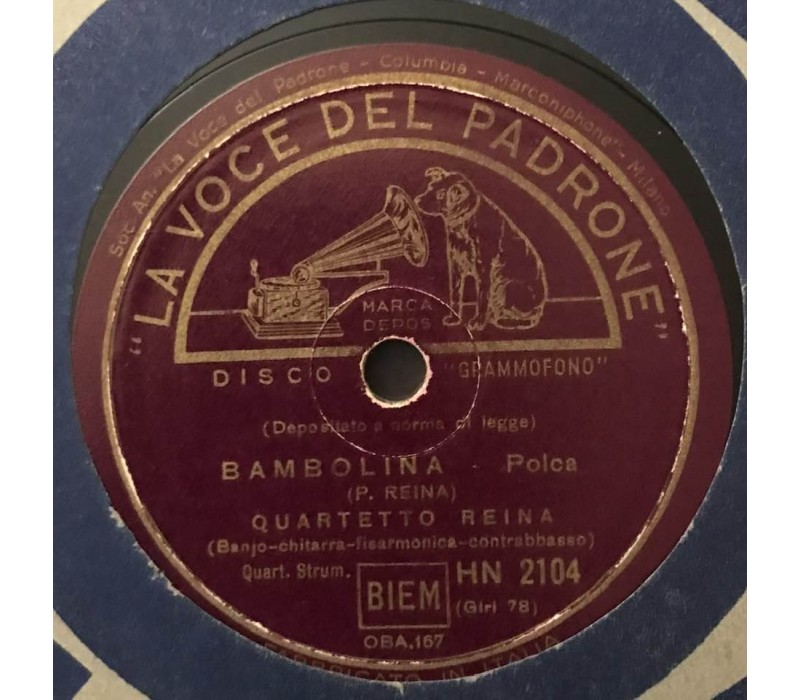 Soc. An. "La Voce del Padrone - Columbia - Marconiphone" - Milano
"LA VOCE DEL PADRONE"
MARCA
DEPOS
DISCO "GRAMMOFONO"
(Depositato a norma di legge)
BAMBOLINA - Polca
(P. REINA)
QUARTETTO REINA
(Banjo-chitarra-fisarmonica-contrabbasso)
Quart. Strum. BIEM HN 2104
(Giri 78)
OBA,167
FABBRICATO IN ITALIA